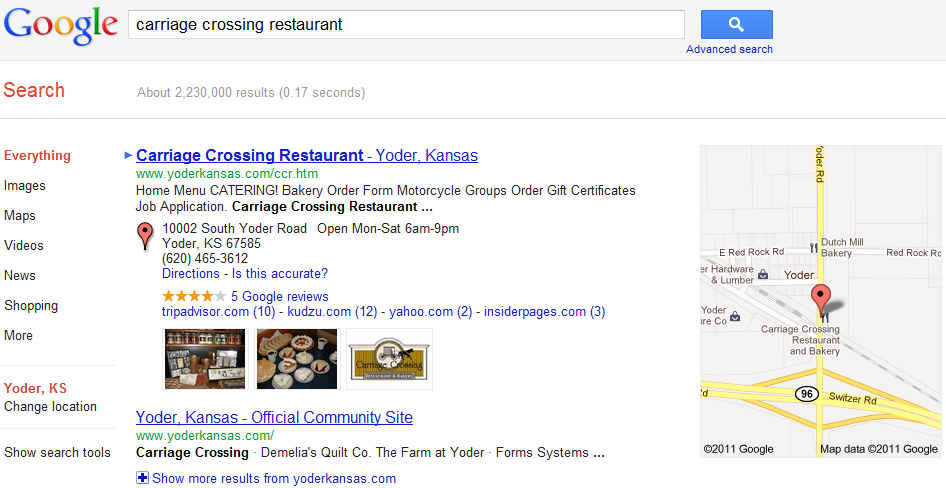 Google
carriage crossing restaurant
Advanced search
Search
About 2,230,000 results (0.17 seconds)
Everything
Images
Maps
Videos
News
Shopping
More
Yoder, KS
Change location
Show search tools
Carriage Crossing Restaurant - Yoder, Kansas
www.yoderkansas.com/ccr.htm
Home Menu CATERING! Bakery Order Form Motorcycle Groups Order Gift Certificates
Job Application. Carriage Crossing Restaurant ...
10002 South Yoder Road Open Mon-Sat 6am-9pm
Yoder, KS 67585
(620) 465-3612
Directions - Is this accurate?
5 Google reviews
tripadvisor.com (10) - kudzu.com (12) - yahoo.com (2) - insiderpages.com (3)
Carriage Crossing
RESTAURANT & BAKERY
Yoder, Kansas - Official Community Site
www.yoderkansas.com/
Carriage Crossing · Demelia's Quilt Co. The Farm at Yoder · Forms Systems ...
Show more results from yoderkansas.com
Yoder Rd
Dutch Mill
Bakery
E Red Rock Rd
Red Rock Rd
er Hardware
& Lumber
Yoder
Yoder
ure Co
Carriage Crossing
Restaurant
and Bakery
96
Switzer Rd
rd
©2011 Google
Map data ©2011 Google